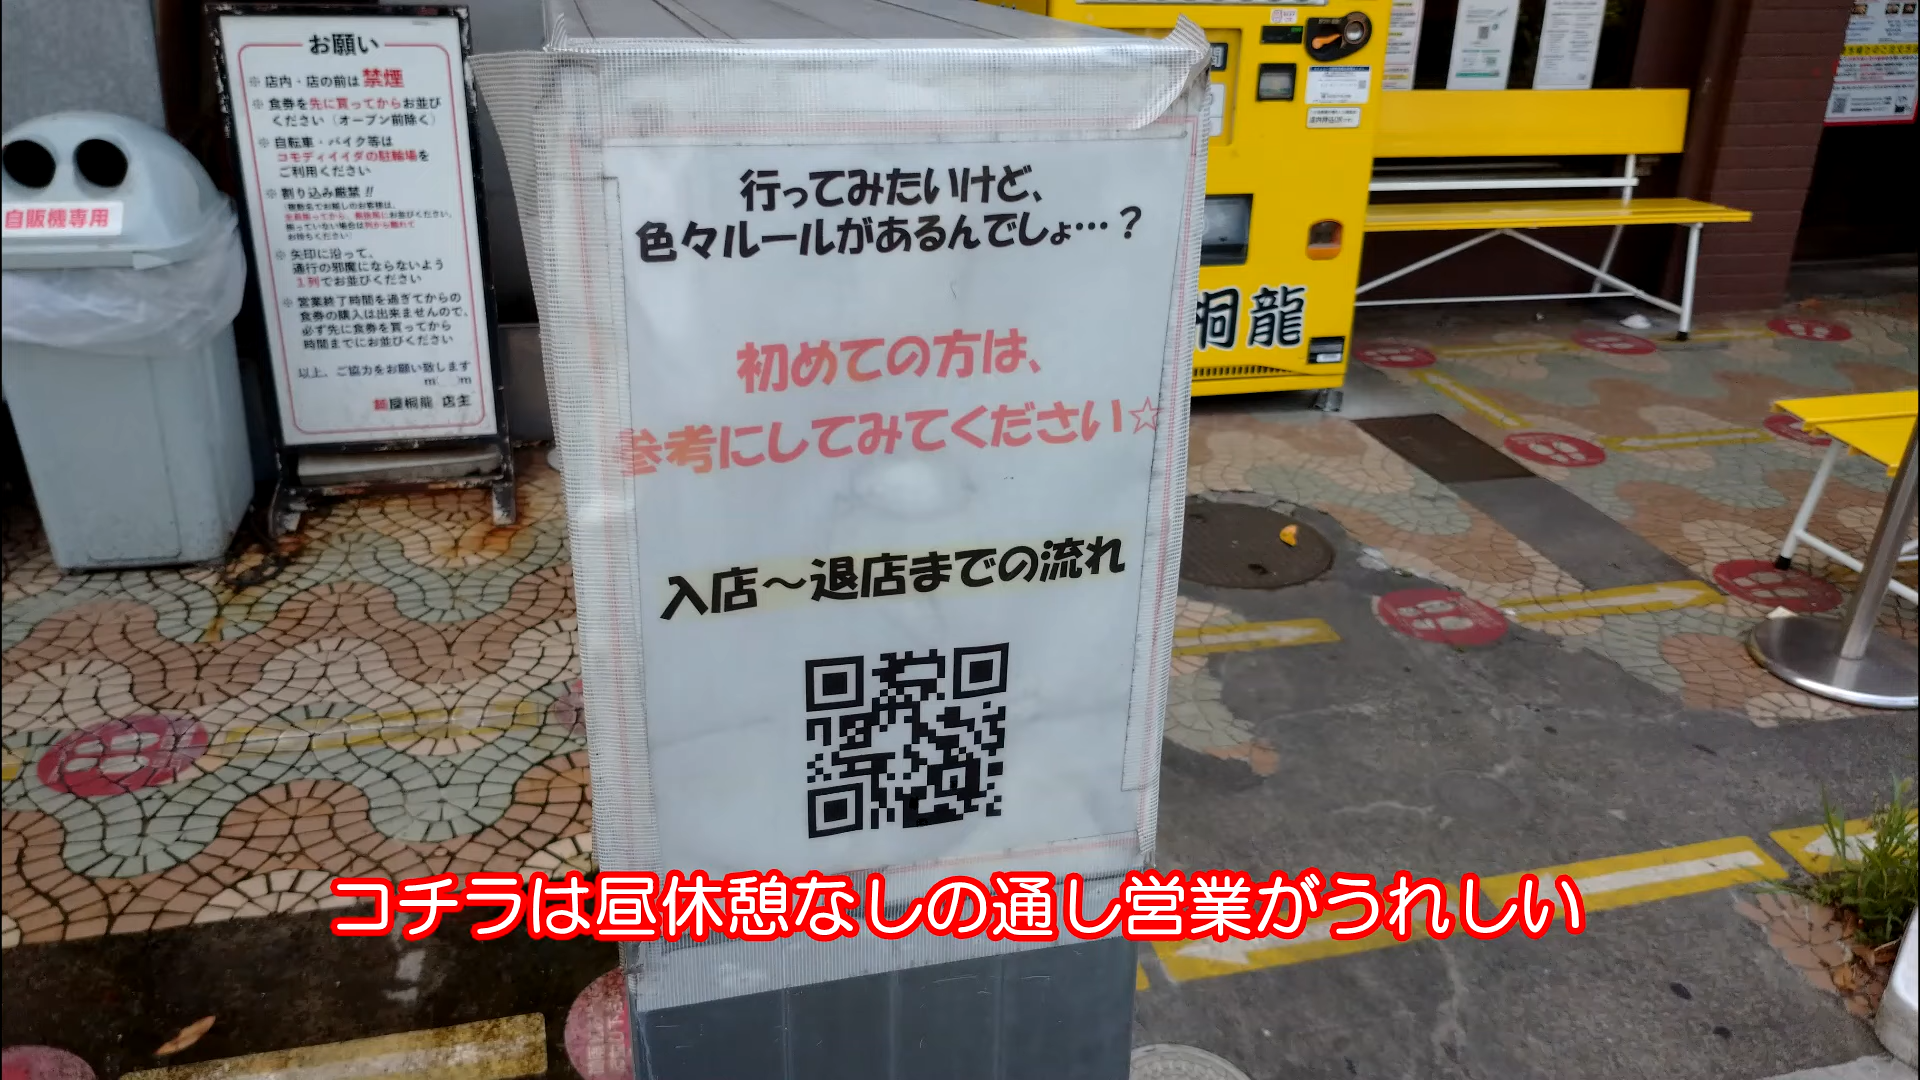 お願い
※ 店内・店の前は 禁煙
※ 食券を先に買ってからお並び
ください（オープン前除く）
※ 自転車・バイク等は
コモディイイダの駐輪場を
ご利用ください
※ 割り込み厳禁!!
※ 矢印に沿って、
通行の邪魔にならないよう
1列でお並びください
※ 営業終了時間を過ぎてからの
食券の購入は出来ませんので、
必ず先に食券を買ってから
時間までにお並びください
以上、ご協力をお願い致します
m(_ _)m
麺屋桐龍 店主
自販機専用
行ってみたいけど、
色々ルールがあるんでしょ…？
初めての方は、
参考にしてみてください☆
入店～退店までの流れ
桐龍
コチラは昼休憩なしの通し営業がうれしい